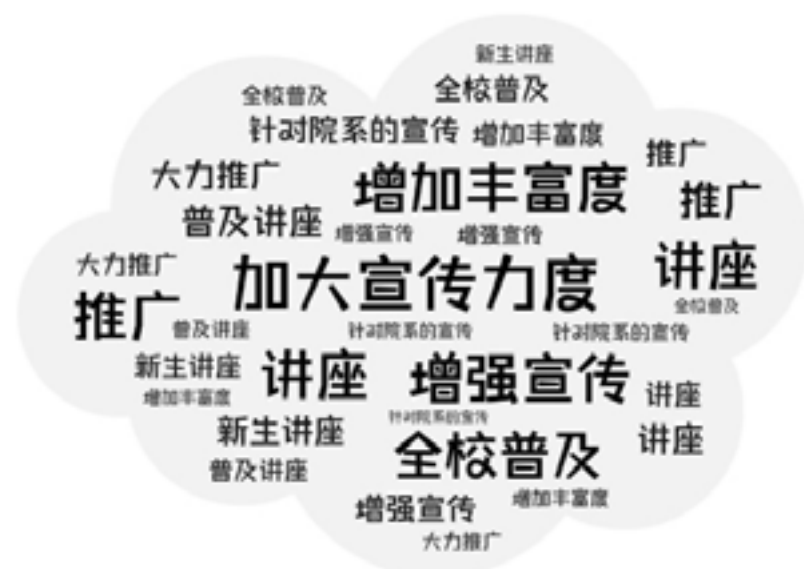 新生讲座
全校普及 全校普及
针对院系的宣传 增加丰富度
推广
大力推广 增加丰富度 推广
普及讲座 增强宣传 增强宣传
大力推广 加大宣传力度 讲座
推广 普及讲座 针对院系的宣传 针对院系的宣传 全校普及
新生讲座 讲座 增强宣传 讲座
增加丰富度
新生讲座 针对院系的宣传 讲座
普及讲座 全校普及
增强宣传 增加丰富度
大力推广